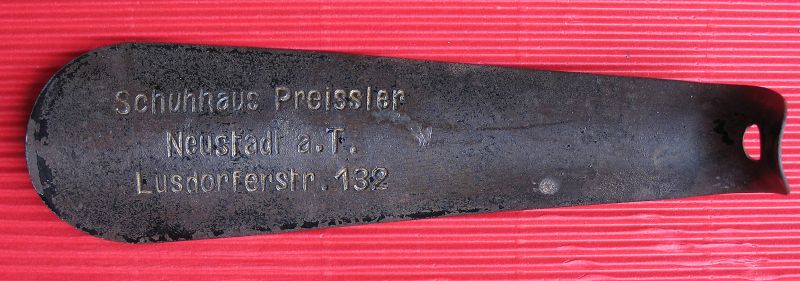 Schuhhaus Preissler
Neustadt a.T.
Lusdorferstr. 132